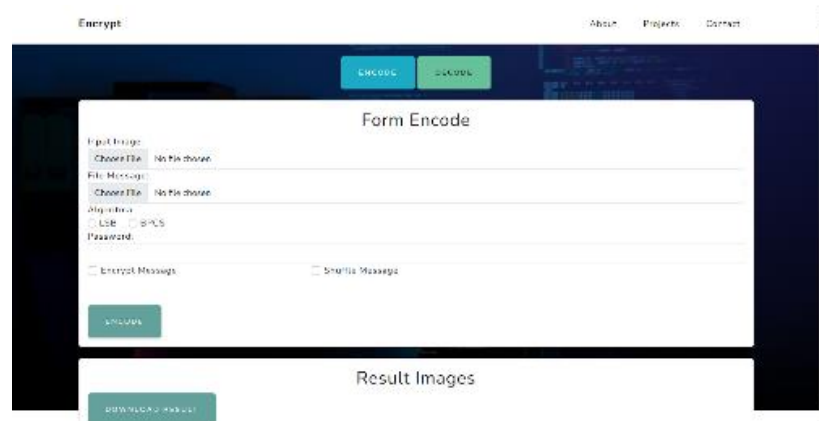 Encrypt
About Projects Contact
ENCODE DECODE
Form Encode
Input Image:
Choose File No file chosen
File Message:
Choose File No file chosen
LSB BPCS
Password:
Encrypt Message Shuffle Message
ENCODE
Result Images
DOWNLOAD RESULT